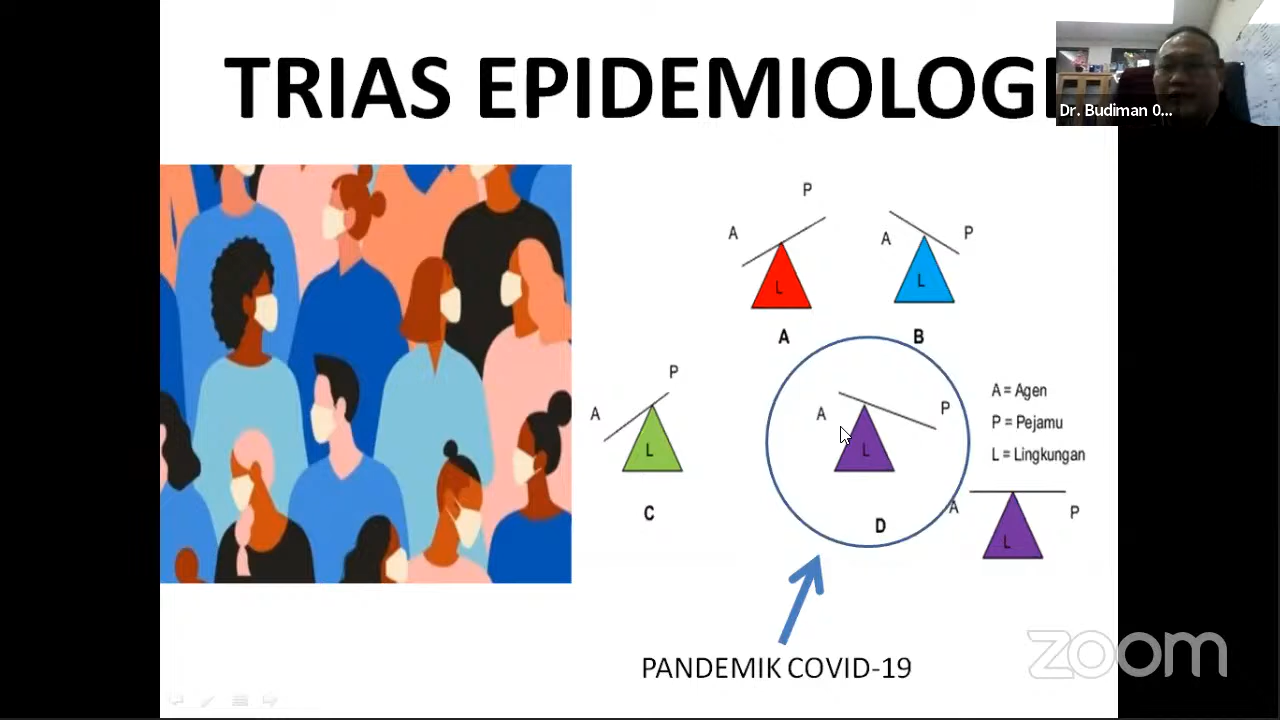 TRIAS EPIDEMIOLOGI
Dr. Budiman 0...
P
A
L
A
A
P
L
B
P
A
L
C
A
P
L
D
A = Agen
P = Pejamu
L = Lingkungan
A
P
L
PANDEMIK COVID-19
zoom